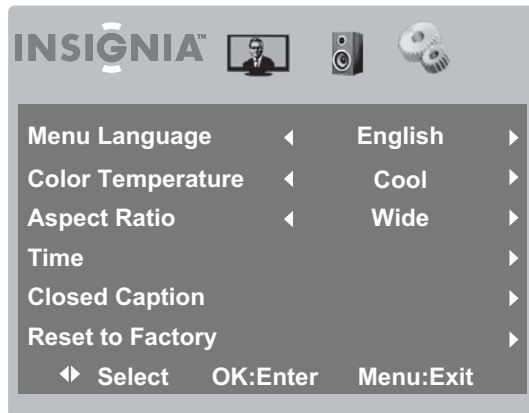 INSIGNIA™
Menu Language English
Color Temperature Cool
Aspect Ratio Wide
Time
Closed Caption
Reset to Factory
Select OK:Enter Menu:Exit